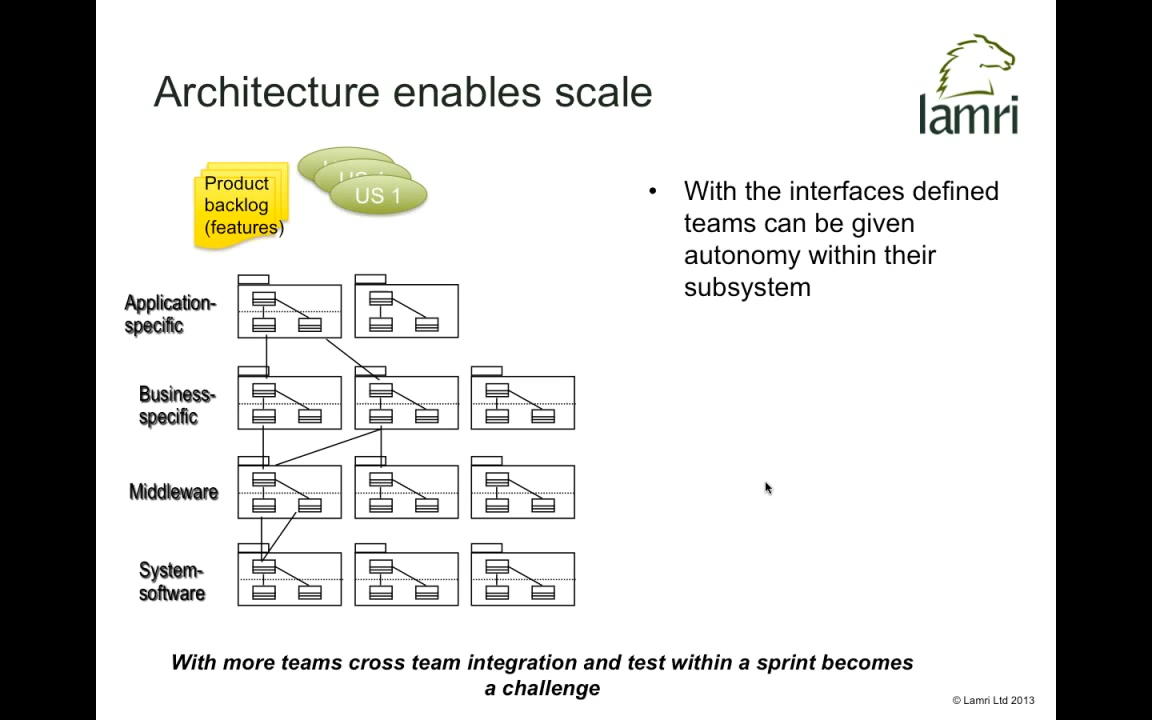 Architecture enables scale
lamri
Product
backlog
(features)
US 1
With the interfaces defined
teams can be given
autonomy within their
subsystem
Application-
specific
Business-
specific
Middleware
System-
software
With more teams cross team integration and test within a sprint becomes
a challenge
© Lamri Ltd 2013